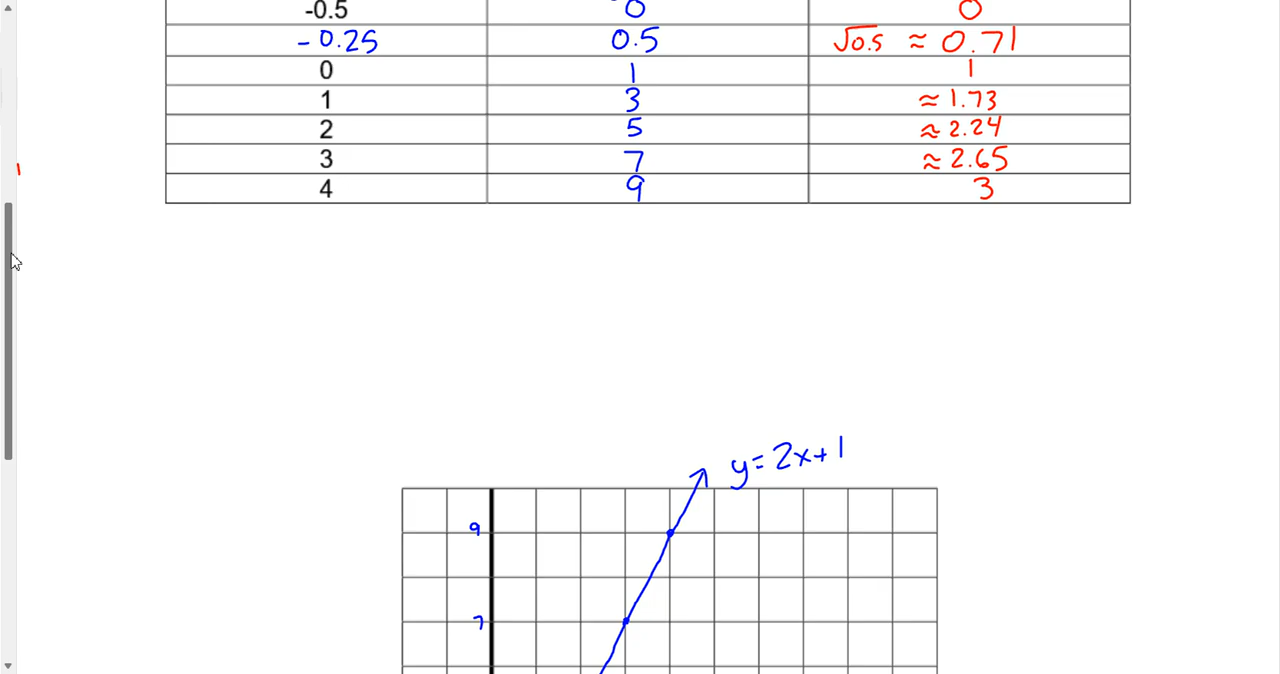 -0.5 0 0
-0.25 0.5 √0.5 ≈ 0.71
0 1 1
1 3 ≈ 1.73
2 5 ≈ 2.24
3 7 ≈ 2.65
4 9 3
y=2x+1
9
7